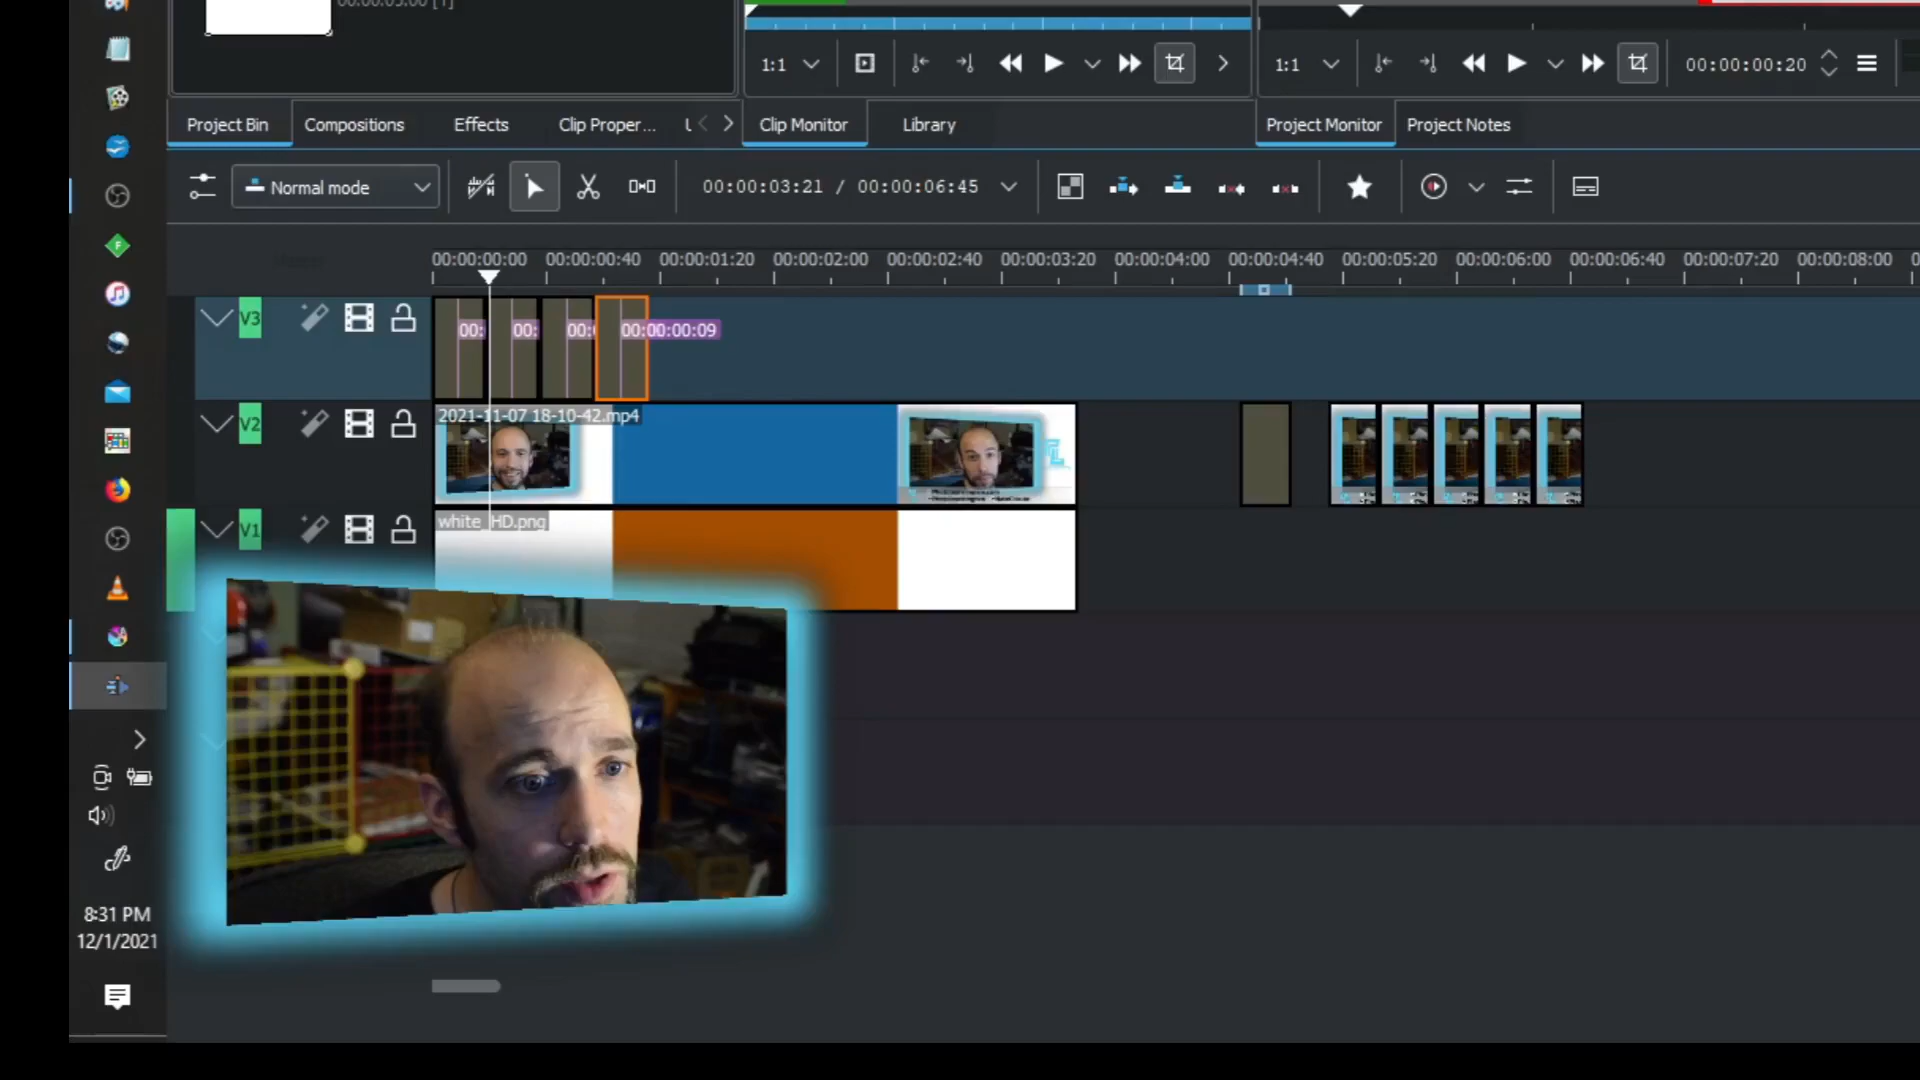 00:00:05:00 [1]
1:1
1:1
00:00:00:20
Project Bin
Compositions
Effects
Clip Proper...
Clip Monitor
Library
Project Monitor
Project Notes
Normal mode
00:00:03:21 / 00:00:06:45
00:00:00:00 00:00:00:40 00:00:01:20 00:00:02:00 00:00:02:40 00:00:03:20 00:00:04:00 00:00:04:40 00:00:05:20 00:00:06:00 00:00:06:40 00:00:07:20 00:00:08:00
V3
00:
00:
00:
00:00:00:09
V2
2021-11-07 18-10-42.mp4
V1
white_HD.png
8:31 PM
12/1/2021